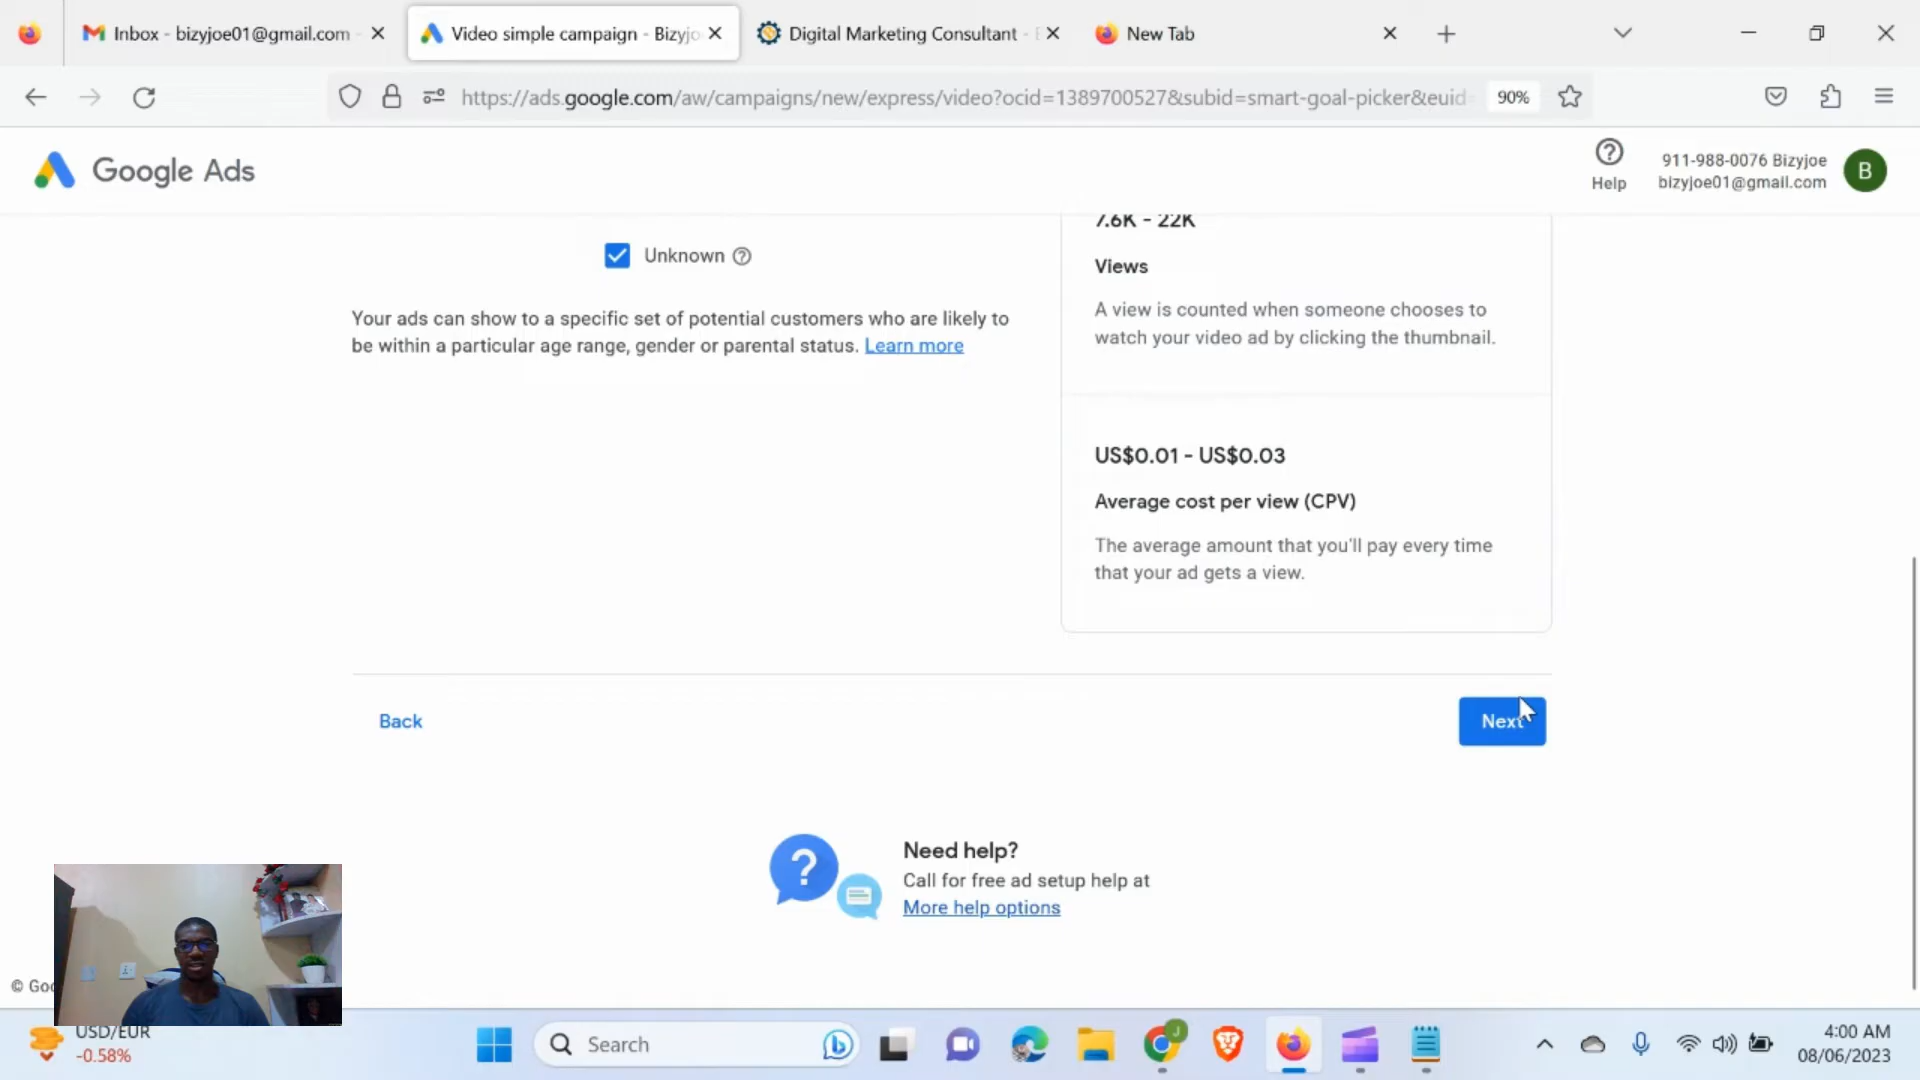 Inbox - bizyjoe01@gmail.com
Video simple campaign - Bizyjo
Digital Marketing Consultant -
New Tab
https://ads.google.com/aw/campaigns/new/express/video?ocid=1389700527&subid=smart-goal-picker&euid
90%
Google Ads
Help
911-988-0076 Bizyjoe
bizyjoe01@gmail.com
B
7.6K - 22K
Unknown
Views
A view is counted when someone chooses to
watch your video ad by clicking the thumbnail.
Your ads can show to a specific set of potential customers who are likely to
be within a particular age range, gender or parental status. Learn more
US$0.01 - US$0.03
Average cost per view (CPV)
The average amount that you'll pay every time
that your ad gets a view.
Back
Next
Need help?
Call for free ad setup help at
More help options
© Goo
USD/EUR
-0.58%
Search
J
4:00 AM
08/06/2023